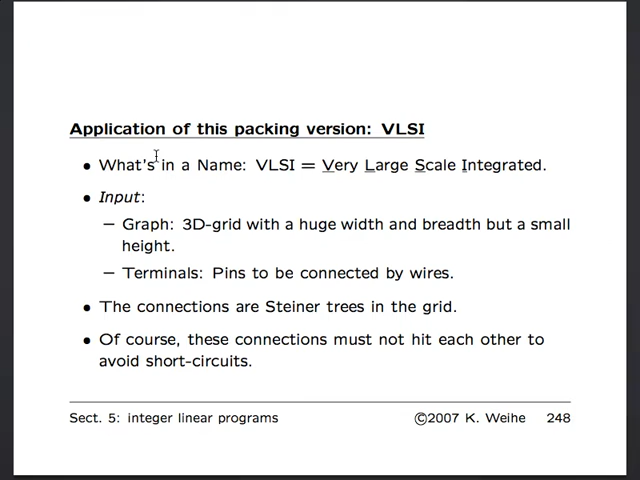 Application of this packing version: VLSI
• What's in a Name: VLSI = Very Large Scale Integrated.
• Input:
– Graph: 3D-grid with a huge width and breadth but a small
height.
– Terminals: Pins to be connected by wires.
• The connections are Steiner trees in the grid.
• Of course, these connections must not hit each other to
avoid short-circuits.
Sect. 5: integer linear programs ©2007 K. Weihe 248